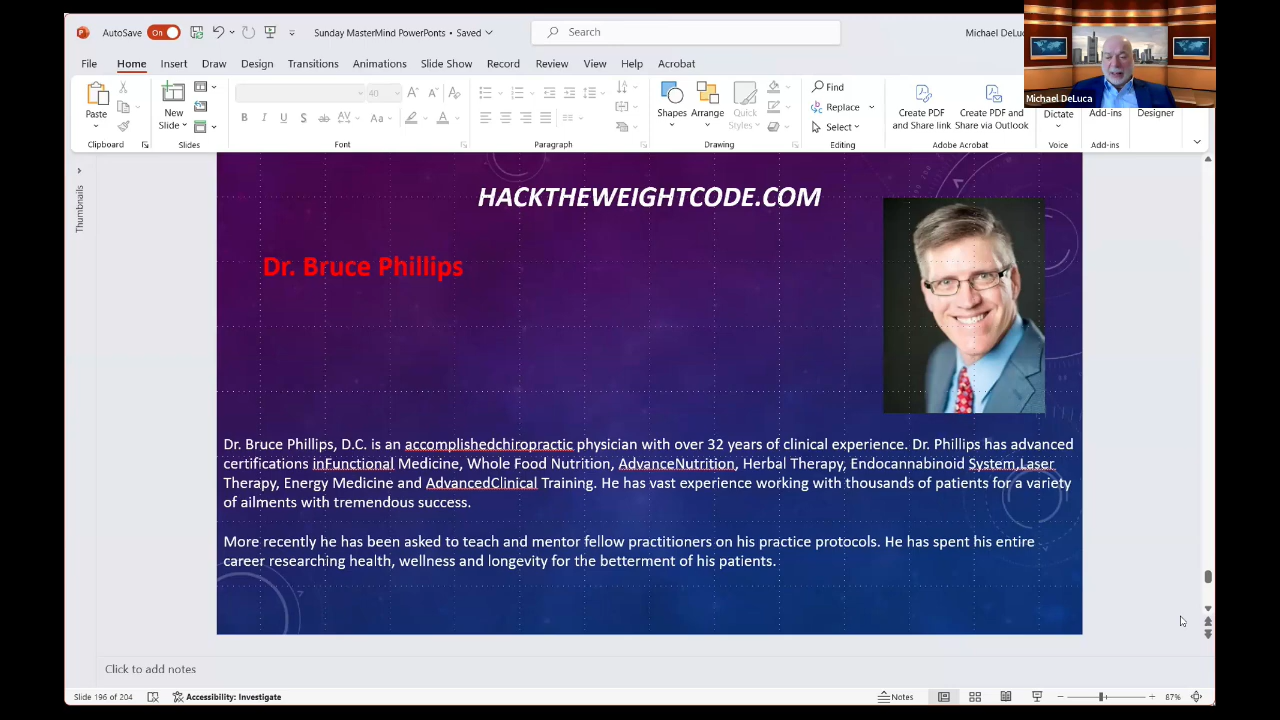 AutoSave On Sunday MasterMind PowerPonts • Saved Search Michael DeLu
File Home Insert Draw Design Transitions Animations Slide Show Record Review View Help Acrobat
Michael DeLuca
Paste
New
Slide
40
B I U S ab AV Aa A
Shapes Arrange Quick
Styles
Find
Replace
Select
Create PDF
and Share link
Create PDF and
Share via Outlook
Dictate
Add-ins
Designer
Clipboard Slides Font Paragraph Drawing Editing Adobe Acrobat Voice Add-ins
Thumbnails
HACKTHEWEIGHTCODE.COM
Dr. Bruce Phillips
Dr. Bruce Phillips, D.C. is an accomplishedchiropractic physician with over 32 years of clinical experience. Dr. Phillips has advanced
certifications inFunctional Medicine, Whole Food Nutrition, AdvanceNutrition, Herbal Therapy, Endocannabinoid System,Laser
Therapy, Energy Medicine and AdvancedClinical Training. He has vast experience working with thousands of patients for a variety
of ailments with tremendous success.
More recently he has been asked to teach and mentor fellow practitioners on his practice protocols. He has spent his entire
career researching health, wellness and longevity for the betterment of his patients.
Click to add notes
Slide 196 of 204 Accessibility: Investigate Notes 87%